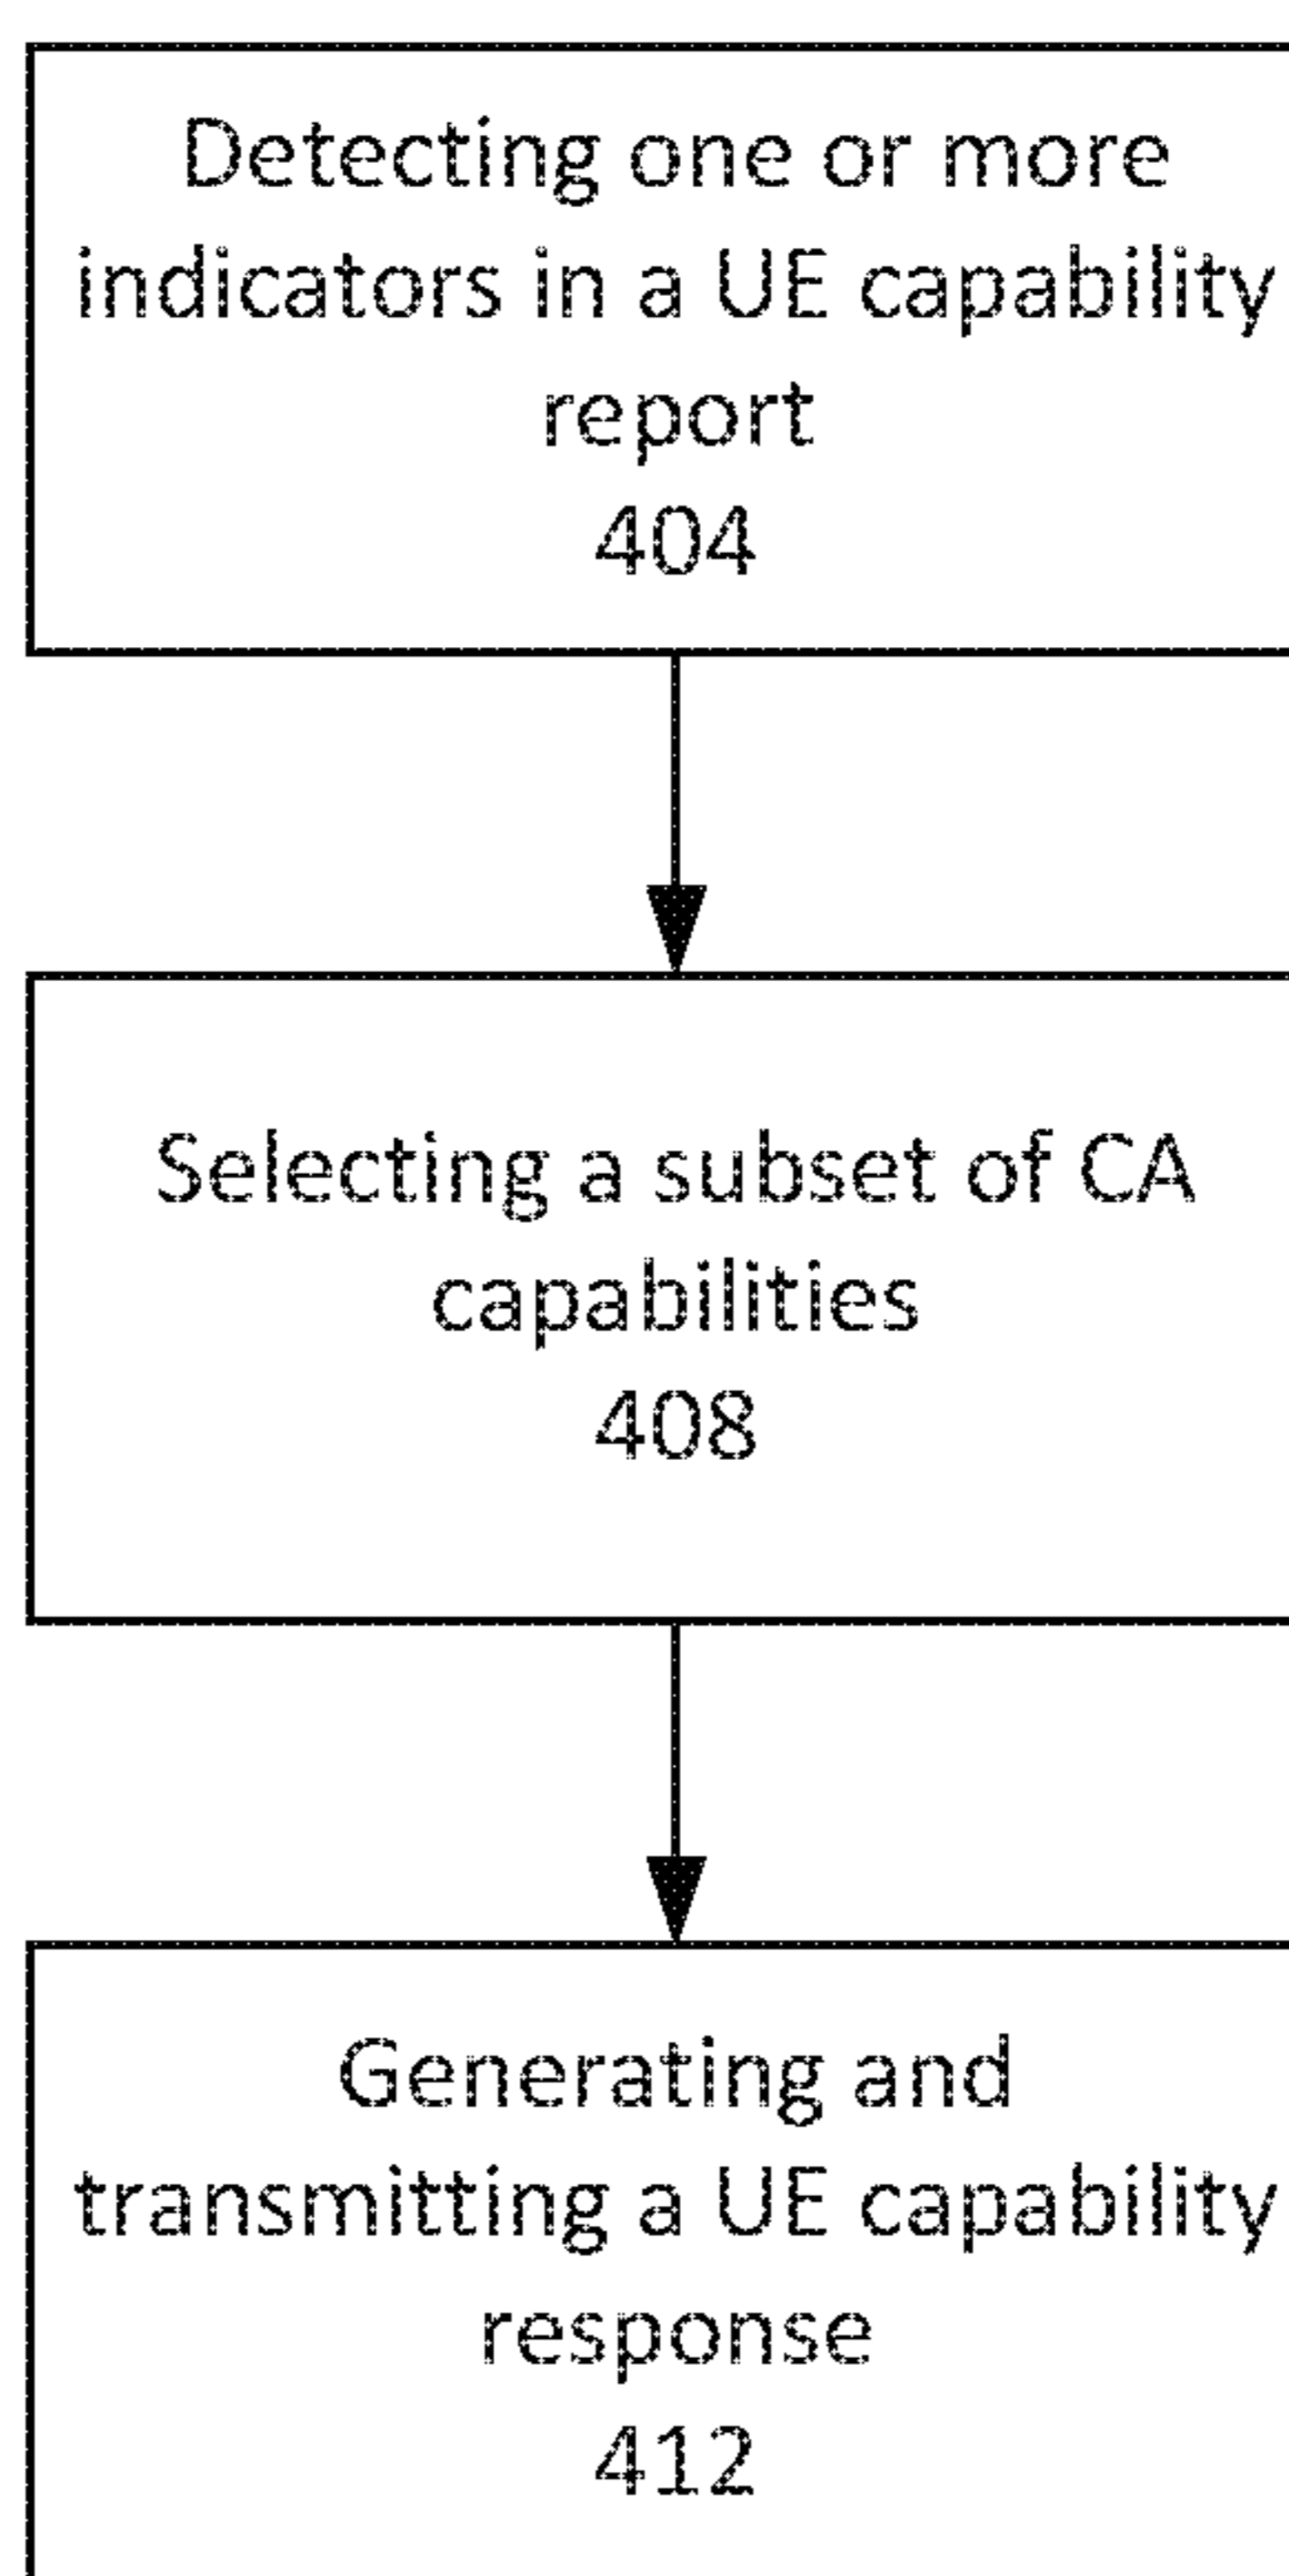 Detecting one or more
indicators in a UE capability
report
404
Selecting a subset of CA
capabilities
408
Generating and
transmitting a UE capability
response
412